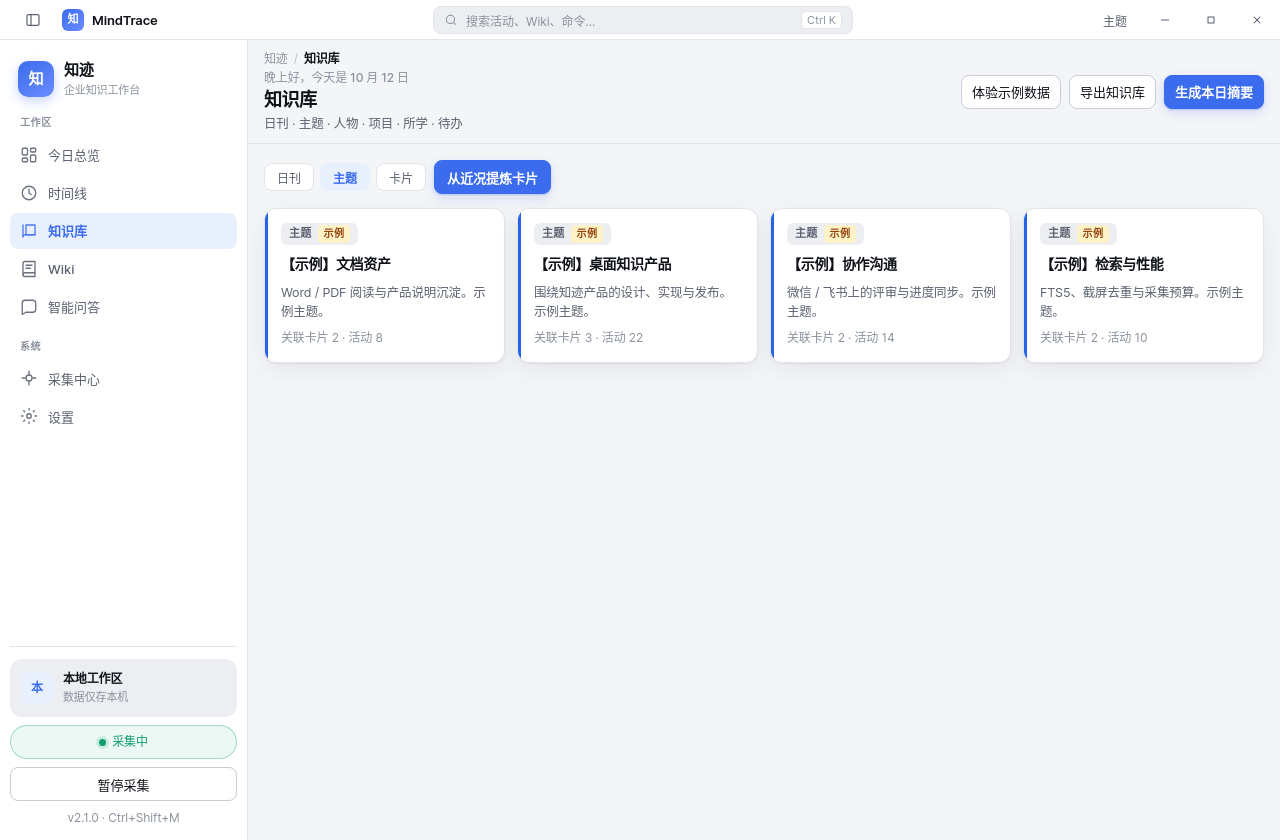 知 MindTrace
搜索活动、Wiki、命令... Ctrl K
主题
知
知迹
企业知识工作台
工作区
今日总览
时间线
知识库
Wiki
智能问答
系统
采集中心
设置
本
本地工作区
数据仅存本机
采集中
暂停采集
v2.1.0 · Ctrl+Shift+M
知迹 / 知识库
晚上好，今天是 10 月 12 日
知识库
日刊 · 主题 · 人物 · 项目 · 所学 · 待办
体验示例数据 导出知识库 生成本日摘要
日刊 主题 卡片 从近况提炼卡片
主题 示例
【示例】文档资产
Word / PDF 阅读与产品说明沉淀。示
例主题。
关联卡片 2 · 活动 8
主题 示例
【示例】桌面知识产品
围绕知迹产品的设计、实现与发布。
示例主题。
关联卡片 3 · 活动 22
主题 示例
【示例】协作沟通
微信 / 飞书上的评审与进度同步。示例
主题。
关联卡片 2 · 活动 14
主题 示例
【示例】检索与性能
FTS5、截屏去重与采集预算。示例主
题。
关联卡片 2 · 活动 10